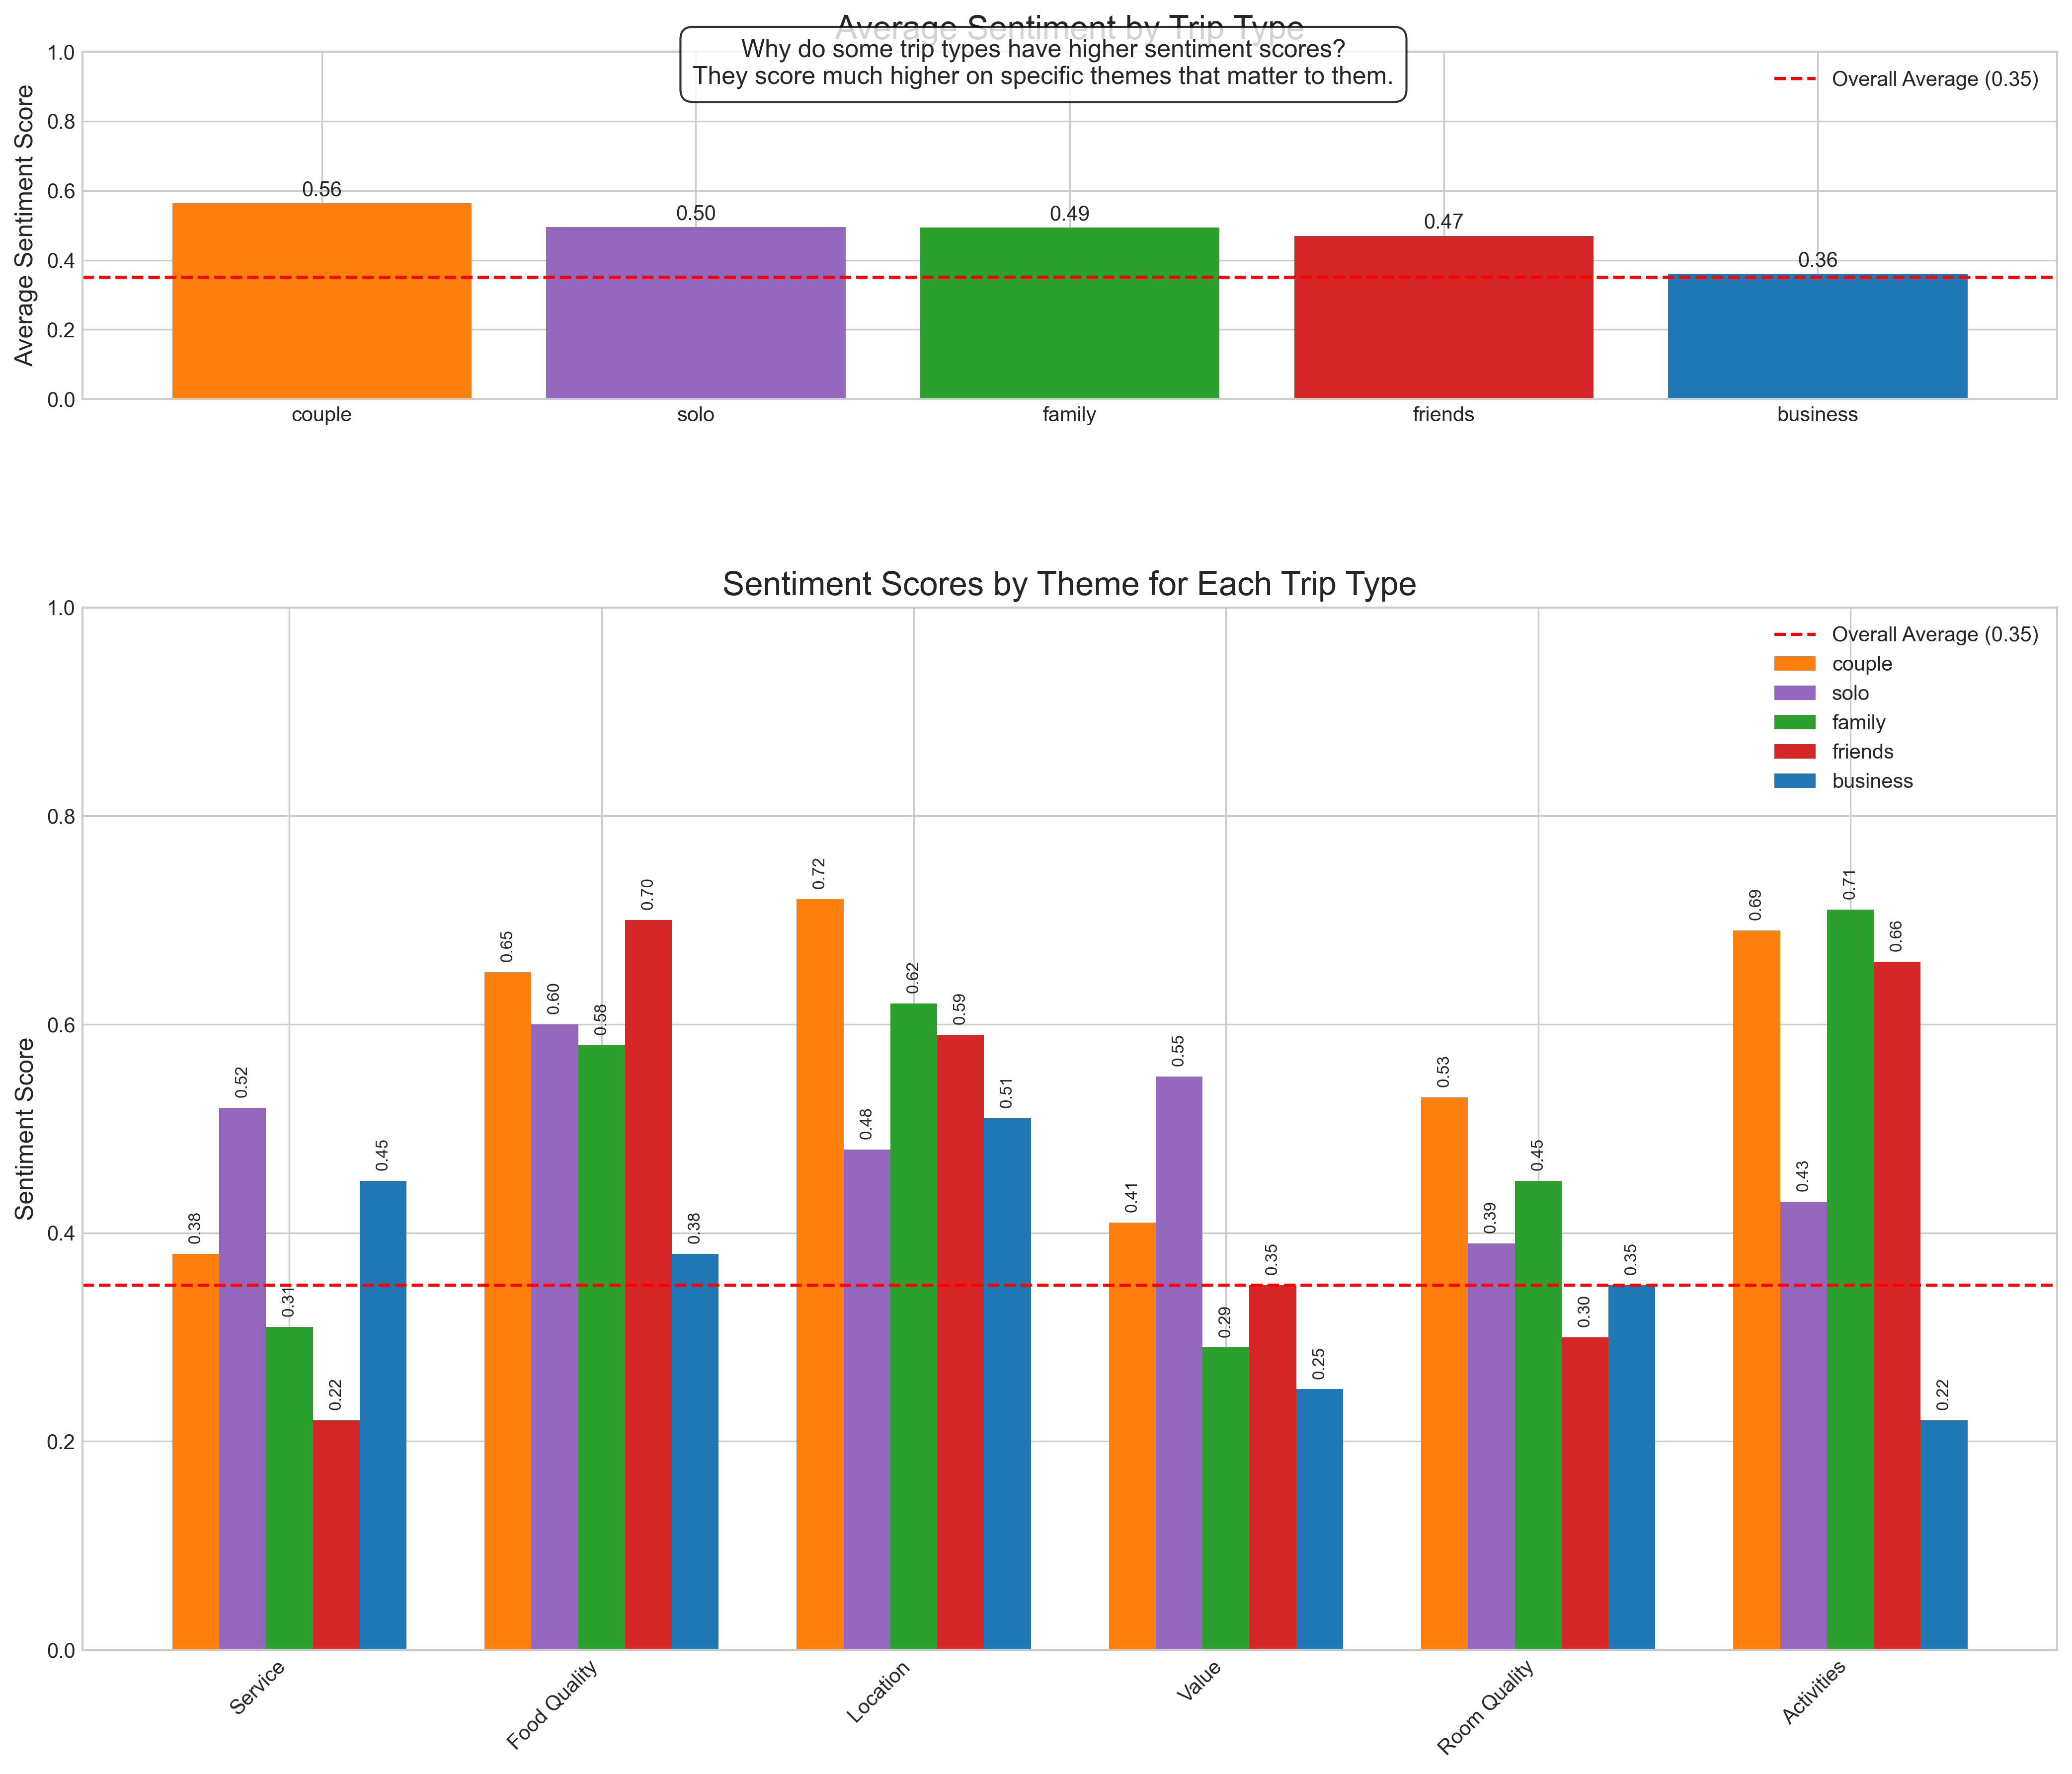 Average Sentiment by Trip Type
Why do some trip types have higher sentiment scores?
They score much higher on specific themes that matter to them.
Overall Average (0.35)
Average Sentiment Score
1.0
0.8
0.6
0.4
0.2
0.0
0.56
0.50
0.49
0.47
0.36
couple
solo
family
friends
business
Sentiment Scores by Theme for Each Trip Type
Overall Average (0.35)
couple
solo
family
friends
business
Sentiment Score
1.0
0.8
0.6
0.4
0.2
0.0
0.38
0.52
0.31
0.22
0.45
0.65
0.60
0.58
0.70
0.38
0.72
0.48
0.62
0.59
0.51
0.41
0.55
0.29
0.35
0.25
0.53
0.39
0.45
0.30
0.35
0.69
0.43
0.71
0.66
0.22
Service
Food Quality
Location
Value
Room Quality
Activities